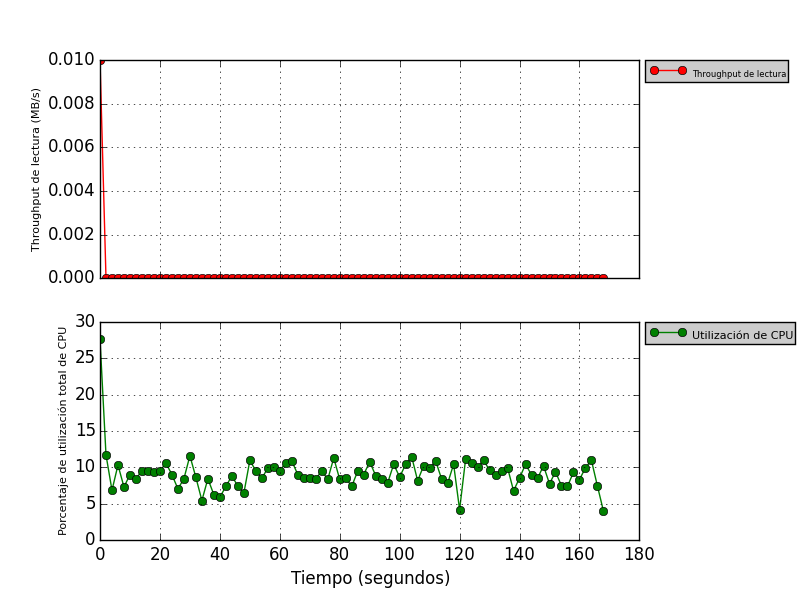 0.010
0.008
0.006
0.004
0.002
0.000
Throughput de lectura (MB/s)
Throughput de lectura
30
25
20
15
10
5
0
Porcentaje de utilización total de CPU
Utilización de CPU
0 20 40 60 80 100 120 140 160 180
Tiempo (segundos)